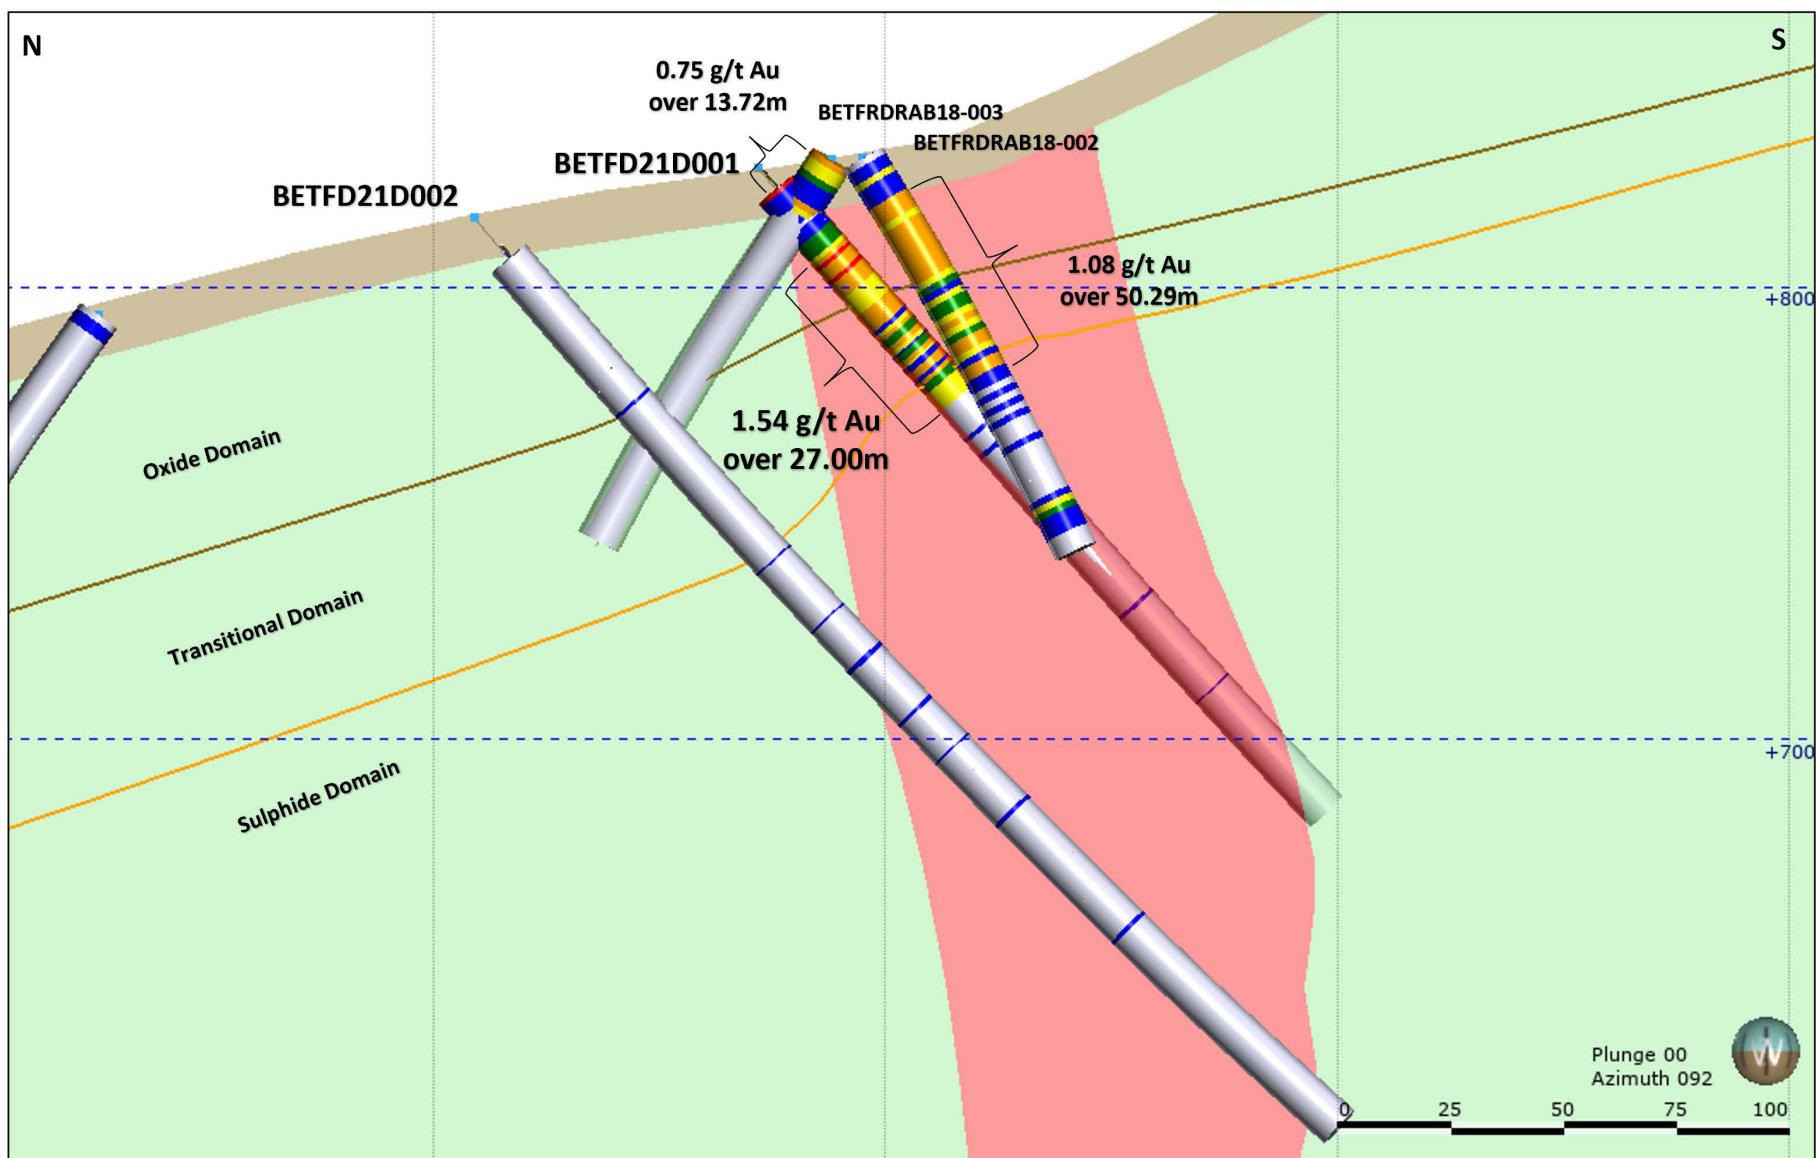 N
S
0.75 g/t Au
over 13.72m
BETFRDRAB18-003
BETFRDRAB18-002
BETFD21D001
BETFD21D002
1.08 g/t Au
over 50.29m
+800
1.54 g/t Au
over 27.00m
Oxide Domain
Transitional Domain
Sulphide Domain
+700
Plunge 00
Azimuth 092
W
0 25 50 75 100